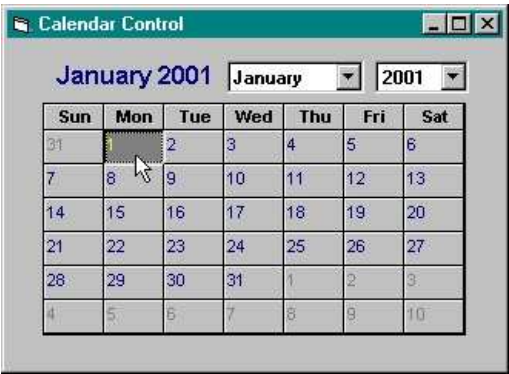 Calendar Control
January 2001 January 2001
Sun Mon Tue Wed Thu Fri Sat
31 1 2 3 4 5 6
7 8 9 10 11 12 13
14 15 16 17 18 19 20
21 22 23 24 25 26 27
28 29 30 31 1 2 3
4 5 6 7 8 9 10